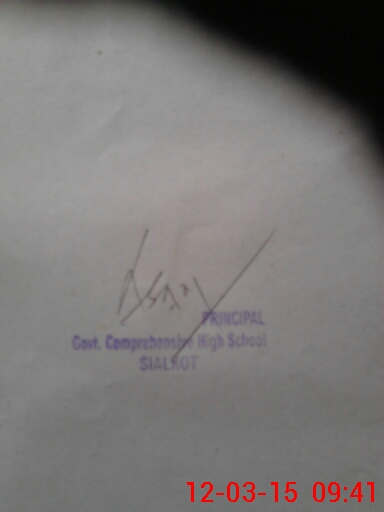 PRINCIPAL
Govt. Comprehensive High School
SIALKOT
12-03-15 09:41